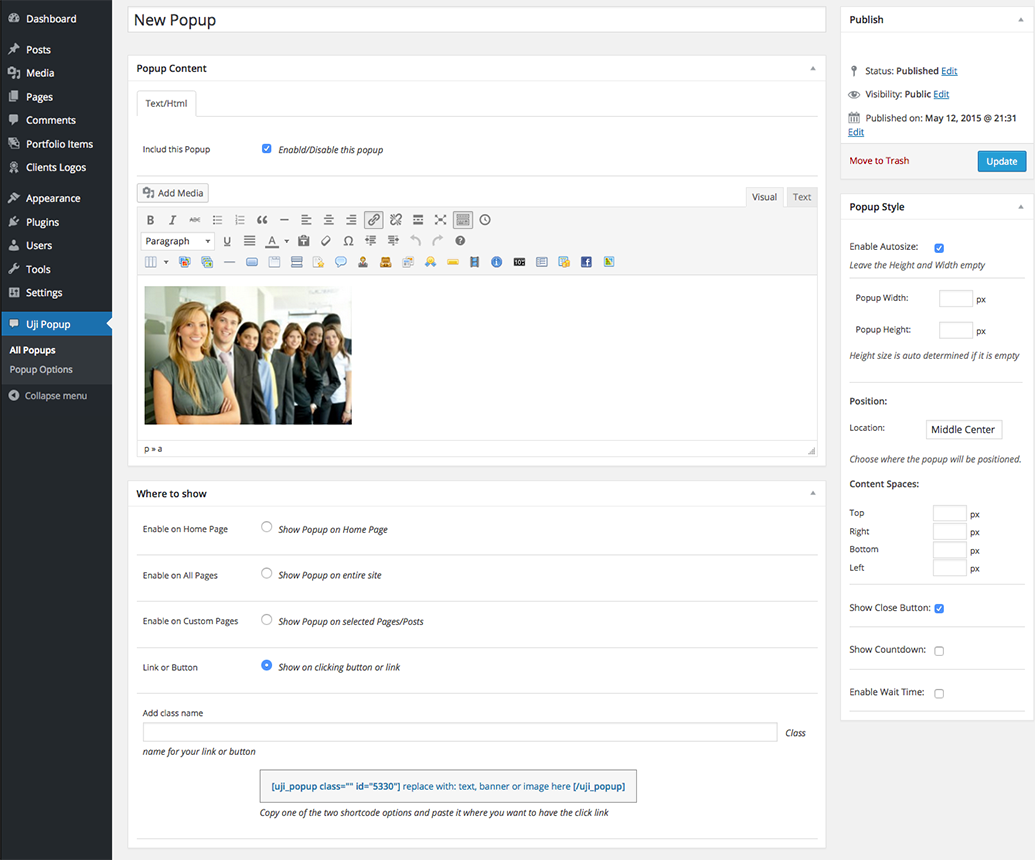 Dashboard
Posts
Media
Pages
Comments
Portfolio Items
Clients Logos
Appearance
Plugins
Users
Tools
Settings
Uji Popup
All Popups
Popup Options
Collapse menu
New Popup
Popup Content
Text/Html
Includ this Popup
Enabld/Disable this popup
Add Media
Visual
Text
B I ABC
Paragraph
U A
p » a
Where to show
Enable on Home Page
Show Popup on Home Page
Enable on All Pages
Show Popup on entire site
Enable on Custom Pages
Show Popup on selected Pages/Posts
Link or Button
Show on clicking button or link
Add class name
Class
name for your link or button
[uji_popup class="" id="5330"] replace with: text, banner or image here [/uji_popup]
Copy one of the two shortcode options and paste it where you want to have the click link
Publish
Status: Published Edit
Visibility: Public Edit
Published on: May 12, 2015 @ 21:31
Edit
Move to Trash
Update
Popup Style
Enable Autosize:
Leave the Height and Width empty
Popup Width: px
Popup Height: px
Height size is auto determined if it is empty
Position:
Location: Middle Center
Choose where the popup will be positioned.
Content Spaces:
Top px
Right px
Bottom px
Left px
Show Close Button:
Show Countdown:
Enable Wait Time: